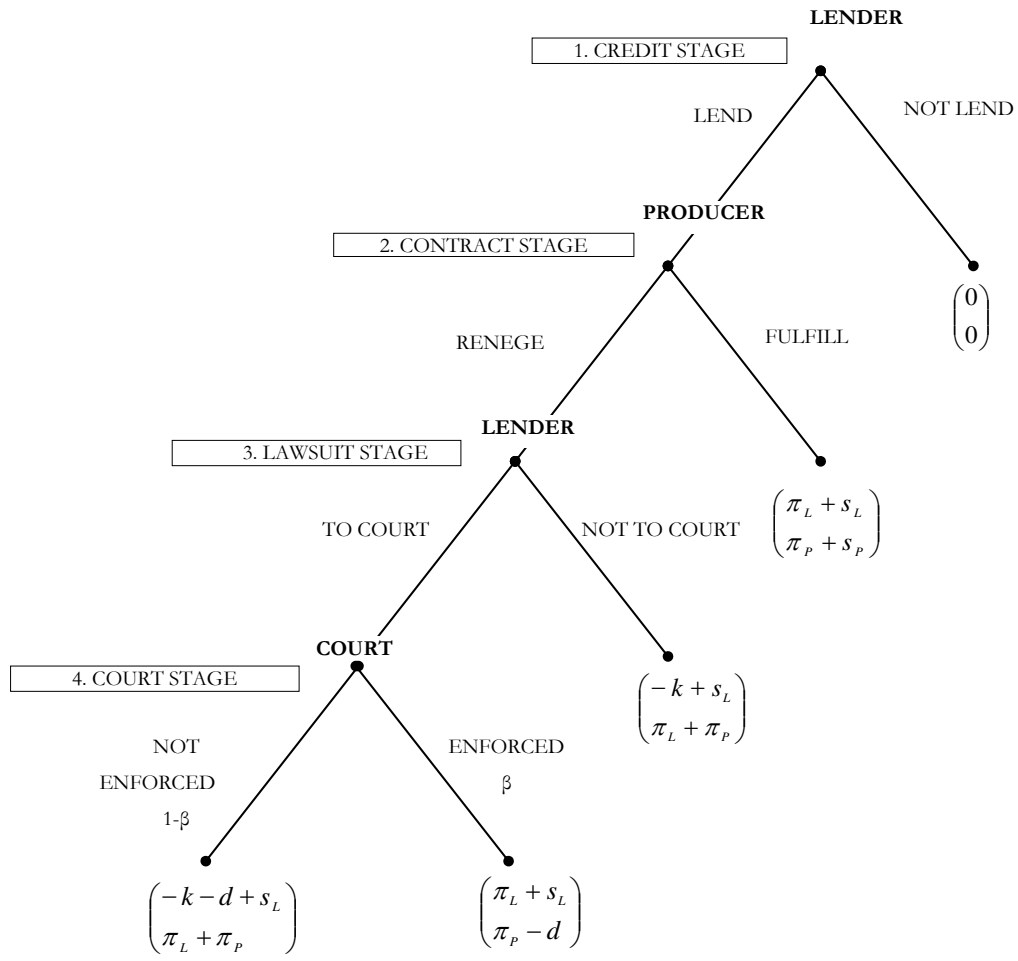 LENDER
1. CREDIT STAGE
LEND
NOT LEND
PRODUCER
2. CONTRACT STAGE
(0
0)
RENEGE
FULFILL
LENDER
3. LAWSUIT STAGE
TO COURT
NOT TO COURT
(π_L + s_L
π_P + s_P)
COURT
4. COURT STAGE
(−k + s_L
π_L + π_P)
NOT
ENFORCED
1-β
ENFORCED
β
(−k − d + s_L
π_L + π_P)
(π_L + s_L
π_P − d)